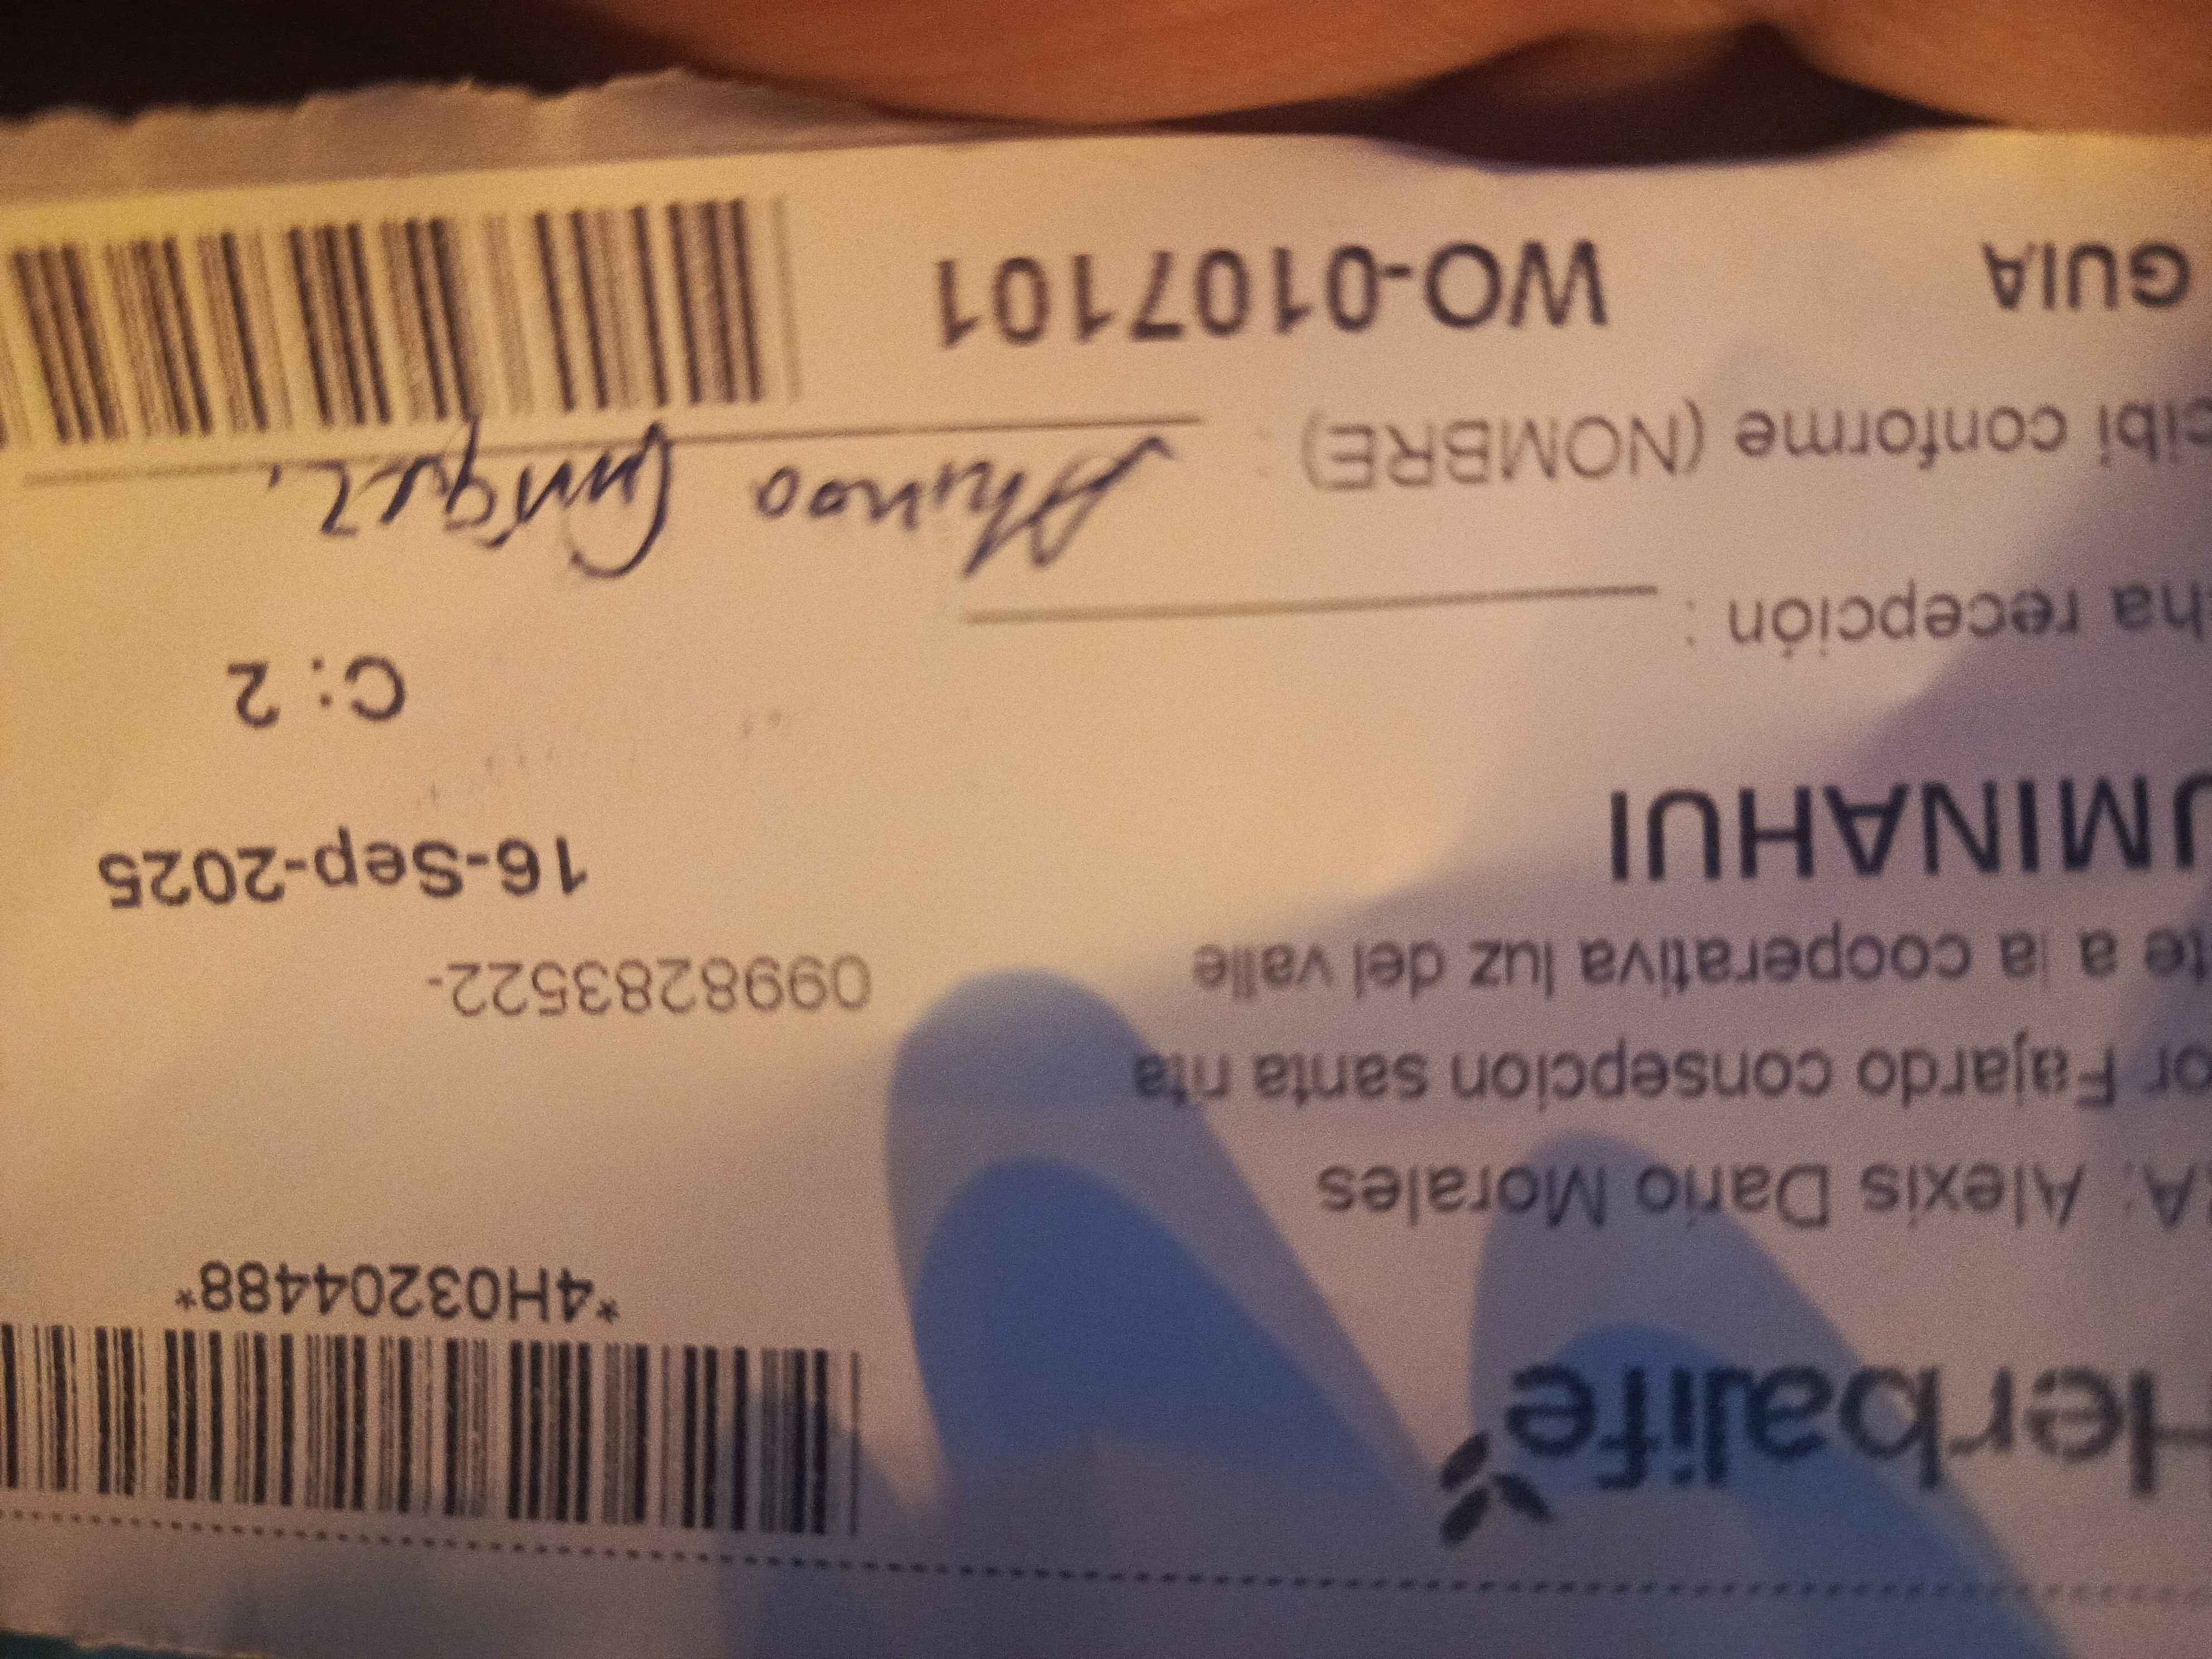 Herbalife
*4H03204488*
A: Alexis Dario Morales
or Fajardo consepcion santa rita
0998283522-
te a la cooperativa luz del valle
UMINAHUI
16-Sep-2025
C: 2
ha recepción :
cibi conforme (NOMBRE) :
GUIA WO-0107101